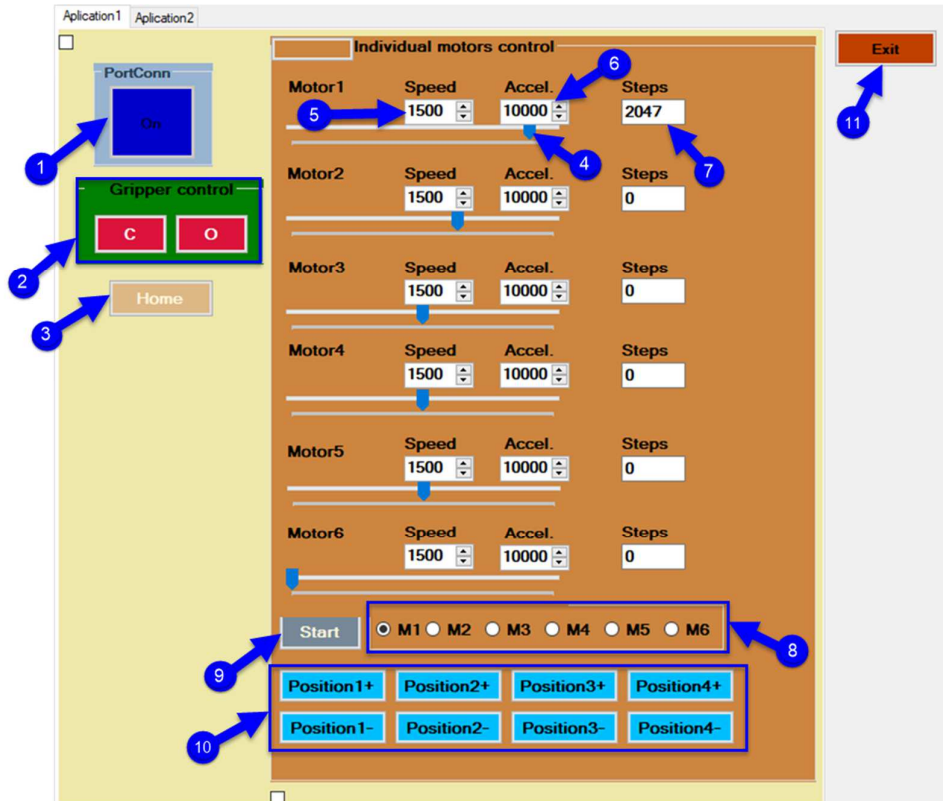 Aplication1 Aplication2
Individual motors control
Exit
PortConn
On
Gripper control
C O
Home
Motor1 Speed Accel. Steps
1500 10000 2047
Motor2 Speed Accel. Steps
1500 10000 0
Motor3 Speed Accel. Steps
1500 10000 0
Motor4 Speed Accel. Steps
1500 10000 0
Motor5 Speed Accel. Steps
1500 10000 0
Motor6 Speed Accel. Steps
1500 10000 0
Start M1 M2 M3 M4 M5 M6
Position1+ Position2+ Position3+ Position4+
Position1- Position2- Position3- Position4-
1
2
3
4
5
6
7
8
9
10
11